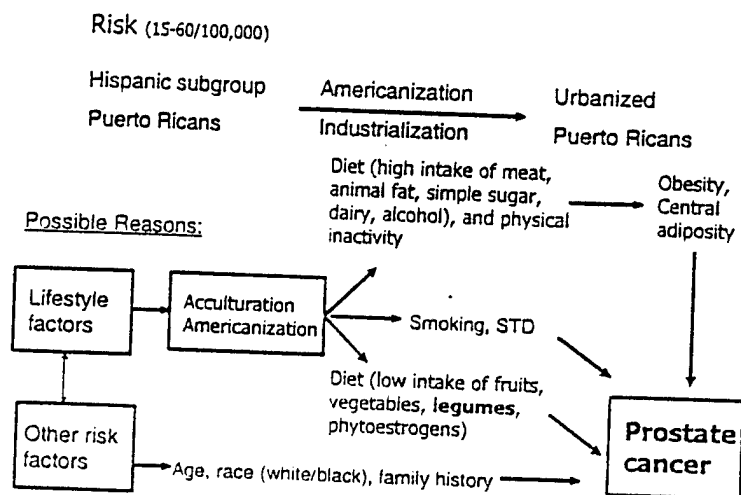 Risk (15-60/100,000)
Hispanic subgroup
Puerto Ricans
Americanization
Industrialization
Urbanized
Puerto Ricans
Diet (high intake of meat,
animal fat, simple sugar,
dairy, alcohol), and physical
inactivity
Obesity,
Central
adiposity
Possible Reasons:
Lifestyle
factors
Acculturation
Americanization
Smoking, STD
Diet (low intake of fruits,
vegetables, legumes,
phytoestrogens)
Other risk
factors
Age, race (white/black), family history
Prostate
cancer